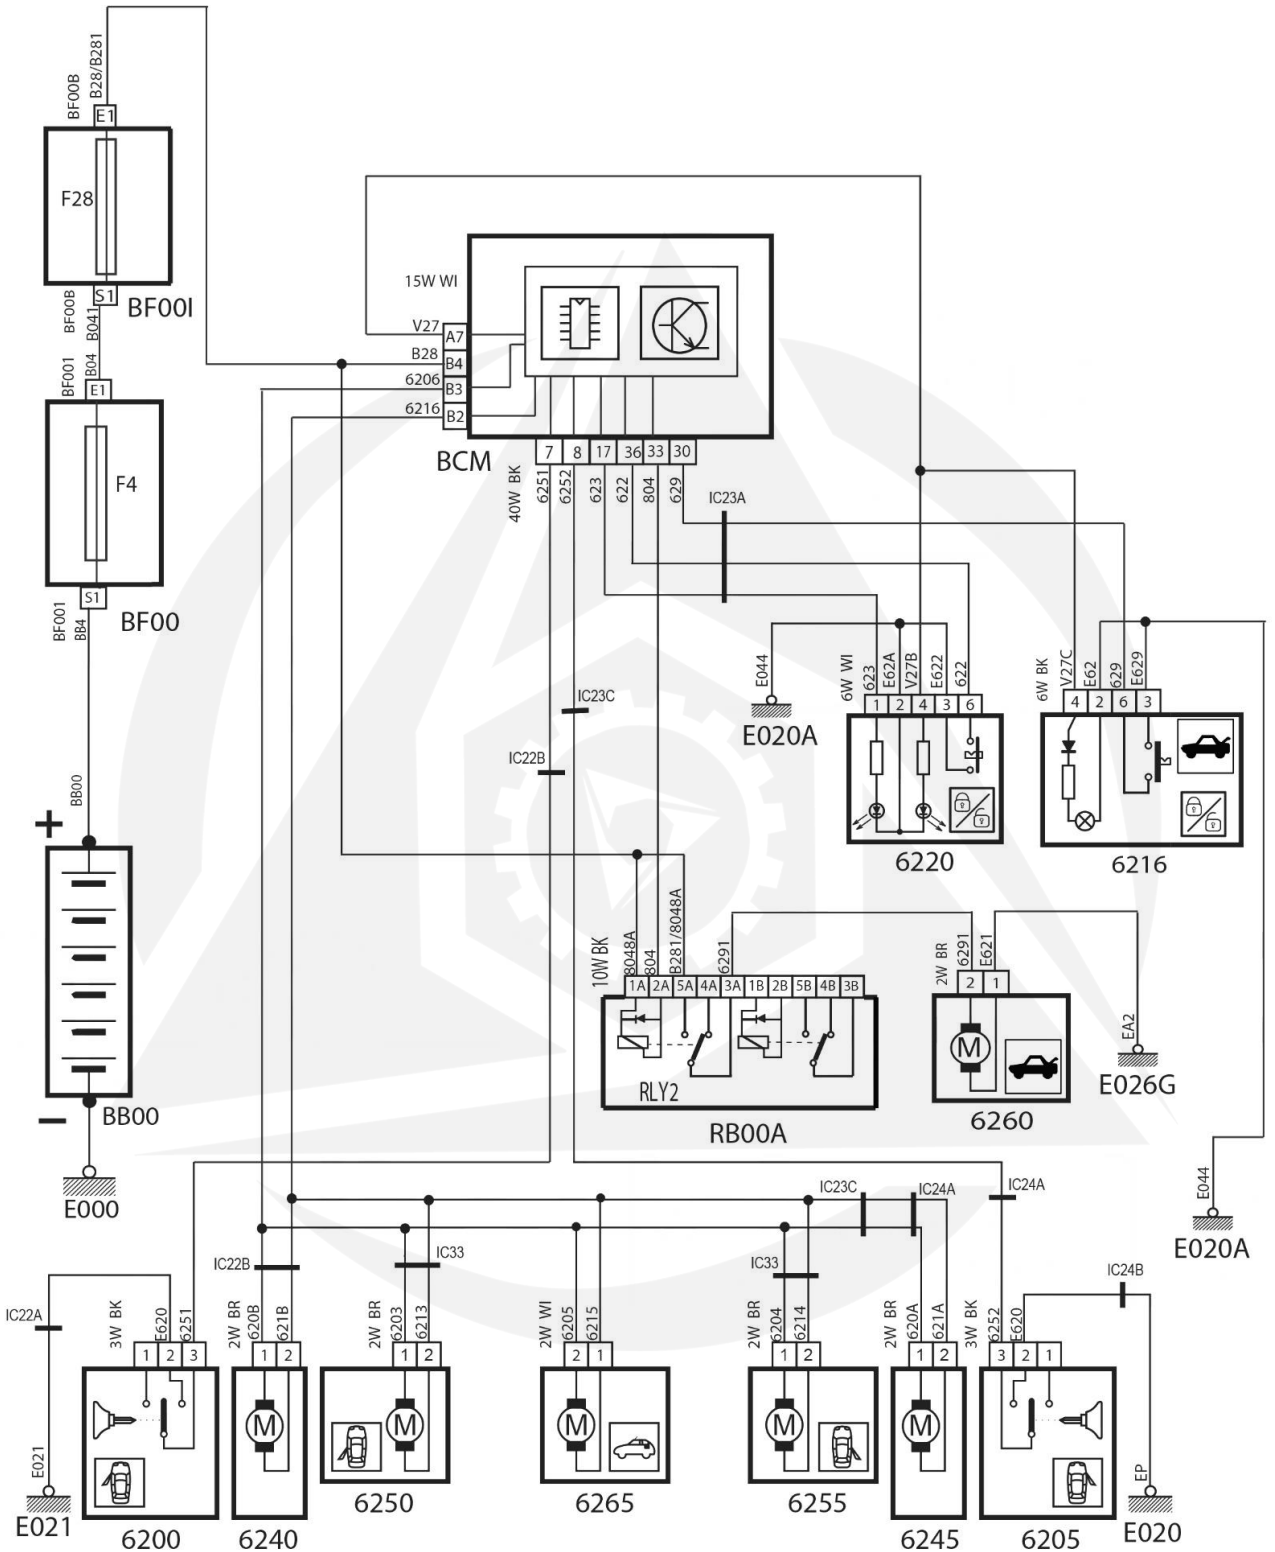 BF00B B28/B281
E1
F28
S1
BF00I
BF00B B041
BF001 B04
E1
F4
S1
BF00
BF001 BB4
BB00
+
−
BB00
E000
15W WI
V27 A7
B28 B4
6206 B3
6216 B2
BCM
7 8 17 36 33 30
40W BK 6251 6252 623 622 804 629
IC23A
IC23C
IC22B
E044
E020A
6W WI 623 E62A V27B E622 622
1 2 4 3 6
6220
6W BK V27C E62 629 E629
4 2 6 3
6216
10W BK 8048A 804 B281/8048A 6291
1A 2A 5A 4A 3A 1B 2B 5B 4B 3B
RLY2
RB00A
2W BR 6291 E621
2 1
M
6260
EA2
E026G
E044
E020A
IC23C IC24A IC24A
IC22B IC33 IC33 IC24B
IC22A
E021
E021
3W BK E620 6251
1 2 3
6200
2W BR 620B 621B
1 2
M
6240
2W BR 6203 6213
1 2
M
6250
2W WI 6205 6215
2 1
M
6265
2W BR 6204 6214
1 2
M
6255
2W BR 620A 621A
1 2
M
6245
3W BK 6252 E620
3 2 1
6205
EP
E020